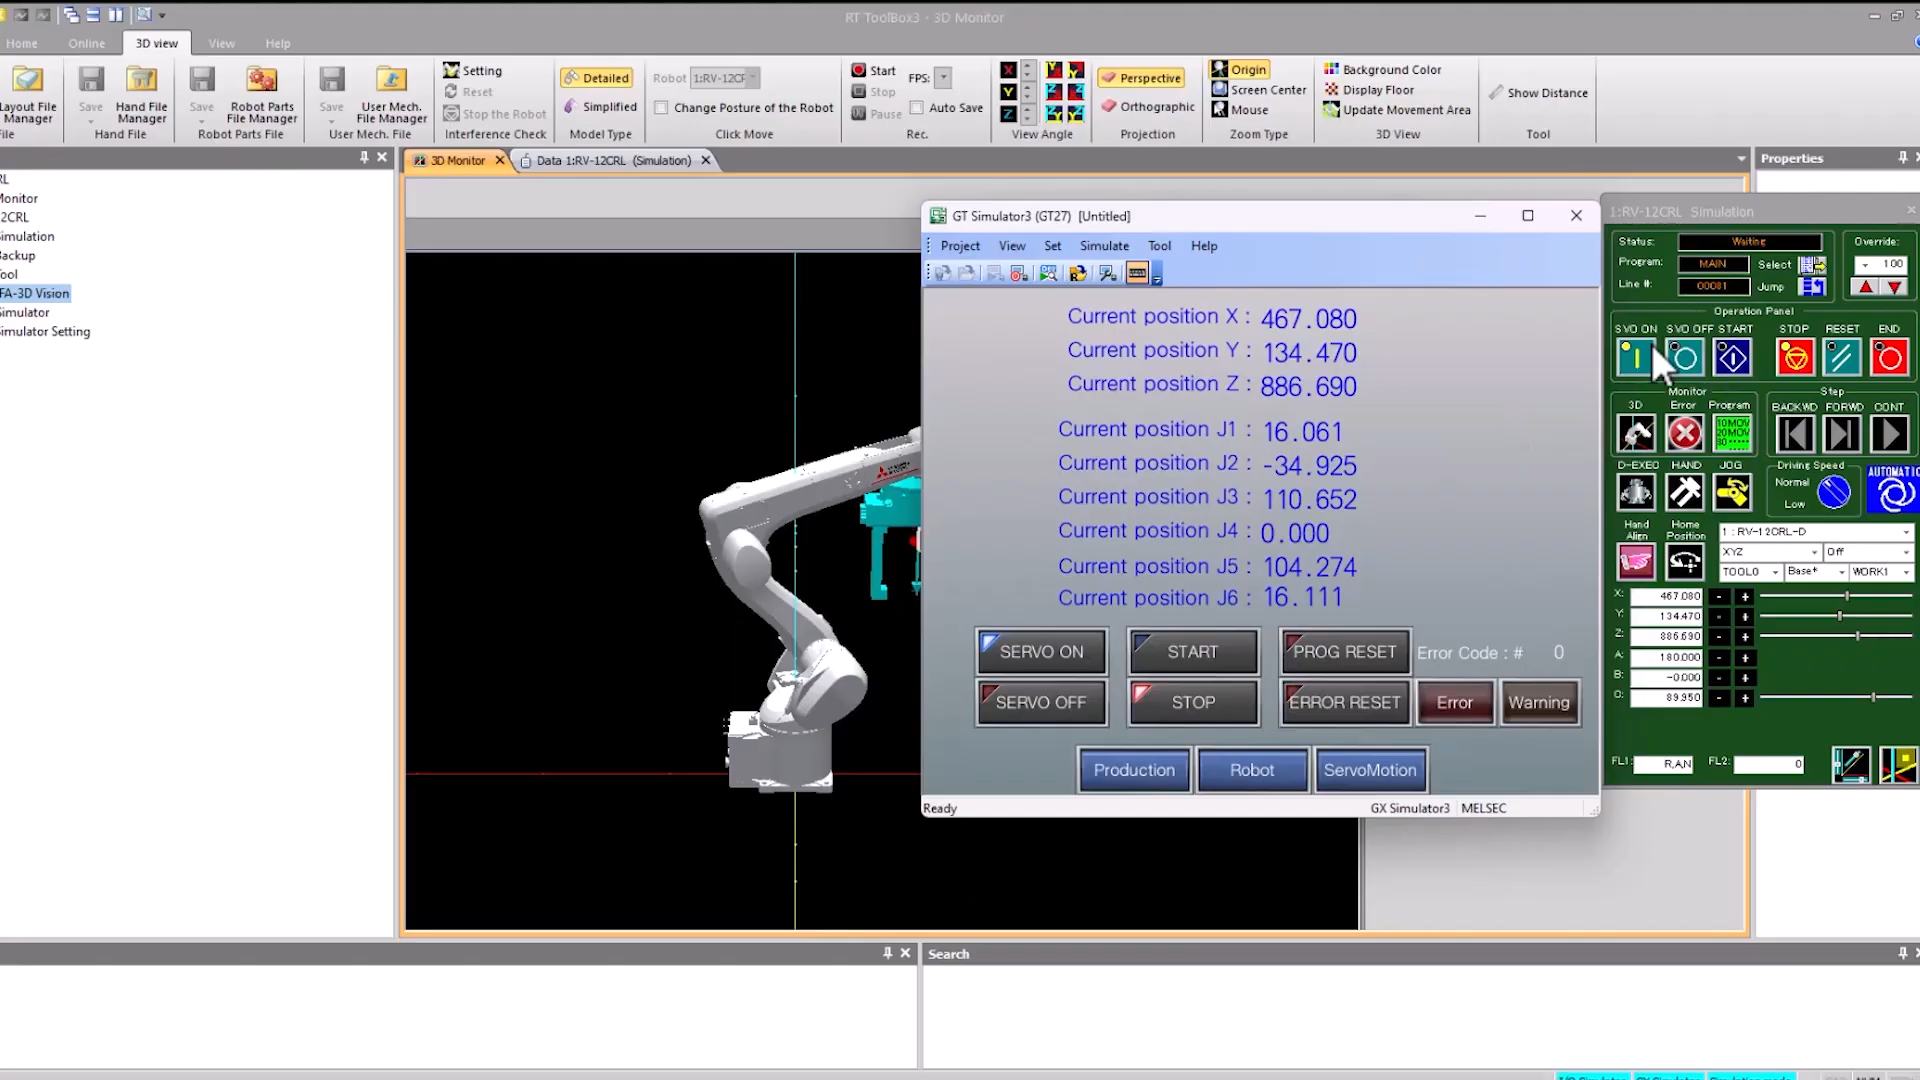 RT ToolBox3 - 3D Monitor
Home Online 3D view View Help
Layout File Manager
Save
Hand File Manager
Hand File
Save
Robot Parts File Manager
Robot Parts File
Save
User Mech. File Manager
User Mech. File
Setting
Reset
Stop the Robot
Interference Check
Detailed
Simplified
Model Type
Robot 1:RV-12CR
Change Posture of the Robot
Click Move
Start FPS:
Stop
Pause Auto Save
Rec.
X
Y
Z
View Angle
Perspective
Orthographic
Projection
Origin
Screen Center
Mouse
Zoom Type
Background Color
Display Floor
Update Movement Area
3D View
Show Distance
Tool
RL
Monitor
2CRL
Simulation
Backup
Tool
FA-3D Vision
Simulator
Simulator Setting
3D Monitor Data 1:RV-12CRL (Simulation)
Properties
GT Simulator3 (GT27) [Untitled]
Project View Set Simulate Tool Help
Current position X : 467.080
Current position Y : 134.470
Current position Z : 886.690
Current position J1 : 16.061
Current position J2 : -34.925
Current position J3 : 110.652
Current position J4 : 0.000
Current position J5 : 104.274
Current position J6 : 16.111
SERVO ON START PROG RESET Error Code : # 0
SERVO OFF STOP ERROR RESET Error Warning
Production Robot ServoMotion
Ready GX Simulator3 MELSEC
1:RV-12CRL Simulation
Status: Waiting Override:
Program: MAIN Select 100
Line #: 00081 Jump
Operation Panel
SVO ON SVO OFF START STOP RESET END
Monitor Step
3D Error Program BACKWD FORWD CONT
10MOV
20MOV
D-EXEC HAND JOG Driving Speed
Normal
Low
AUTOMATIC
Hand Align Home Position 1 : RV-12CRL-D
XYZ Off
TOOL0 Base* WORK1
X: 467.080 - +
Y: 134.470 - +
Z: 886.690 - +
A: 180.000 - +
B: -0.000 - +
C: 89.950 - +
FL1: R,A,N FL2: 0
Search